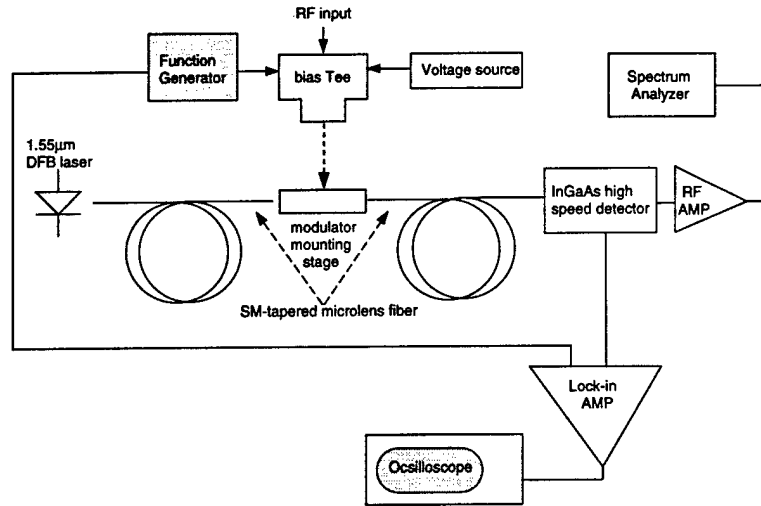 RF input
Function
Generator
bias Tee
Voltage source
Spectrum
Analyzer
1.55μm
DFB laser
InGaAs high
speed detector
RF
AMP
modulator
mounting
stage
SM-tapered microlens fiber
Lock-in
AMP
Ocsilloscope